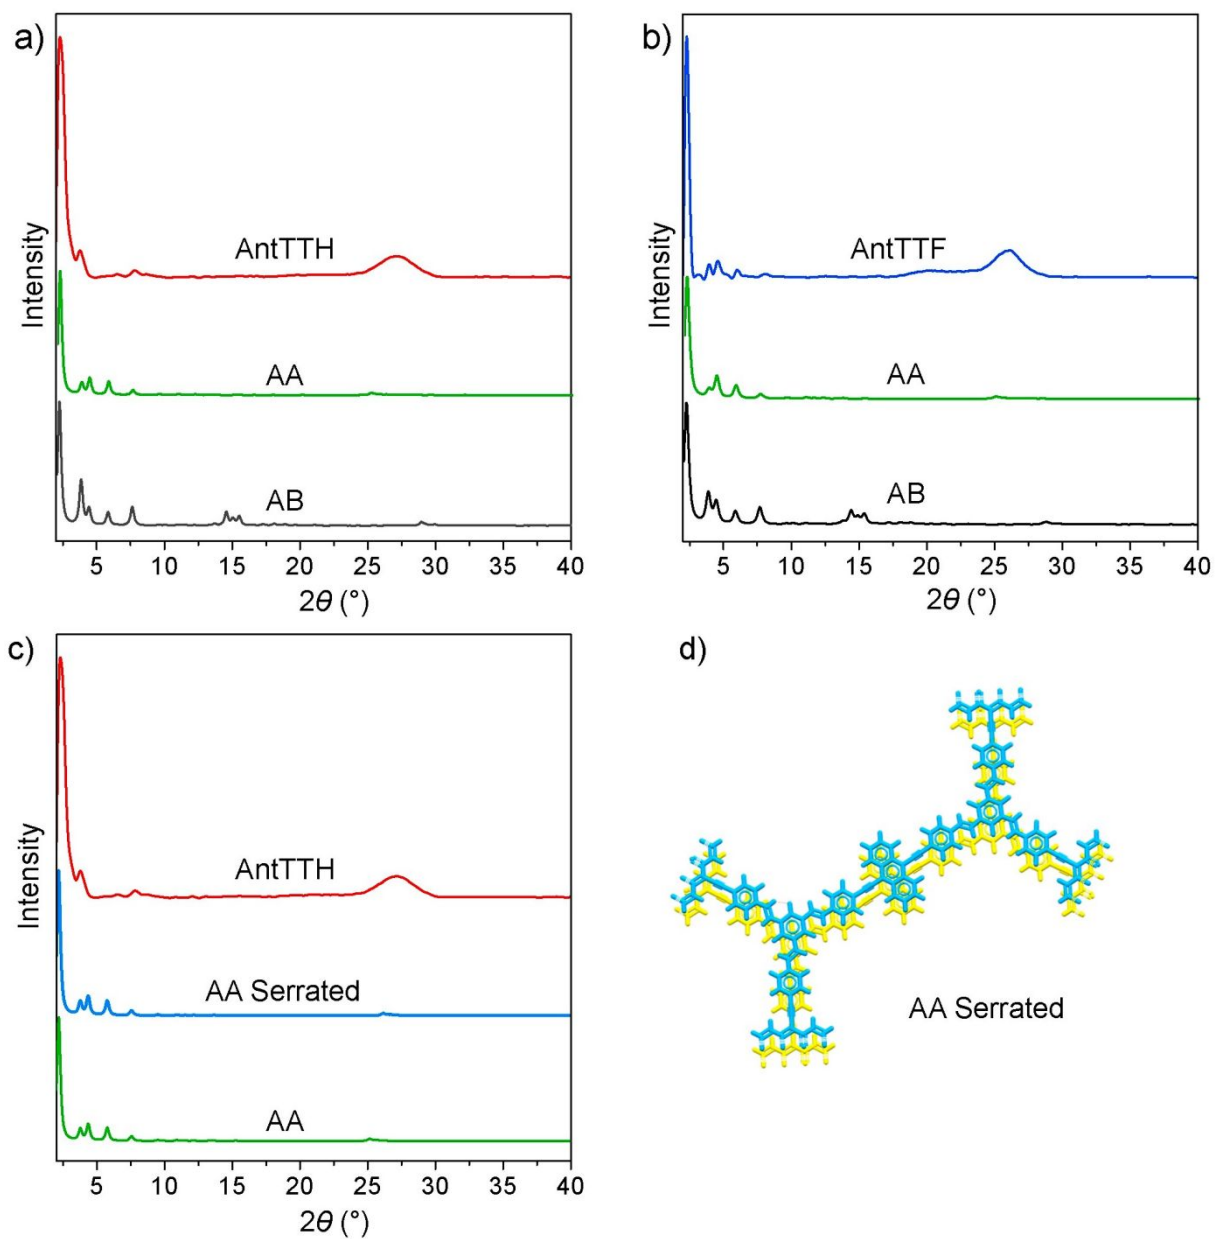 a)
Intensity
AntTTH
AA
AB
5 10 15 20 25 30 35 40
2θ (°)
b)
Intensity
AntTTF
AA
AB
5 10 15 20 25 30 35 40
2θ (°)
c)
Intensity
AntTTH
AA Serrated
AA
5 10 15 20 25 30 35 40
2θ (°)
d)
AA Serrated